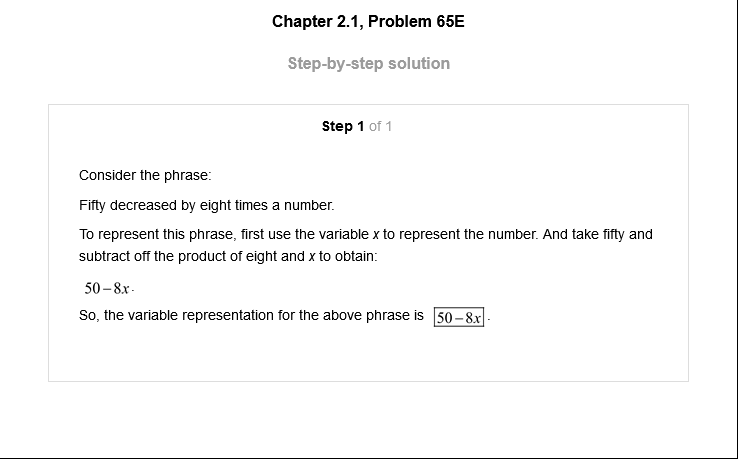 Chapter 2.1, Problem 65E
Step-by-step solution
Step 1 of 1
Consider the phrase:
Fifty decreased by eight times a number.
To represent this phrase, first use the variable x to represent the number. And take fifty and
subtract off the product of eight and x to obtain:
50−8x.
So, the variable representation for the above phrase is 50−8x.